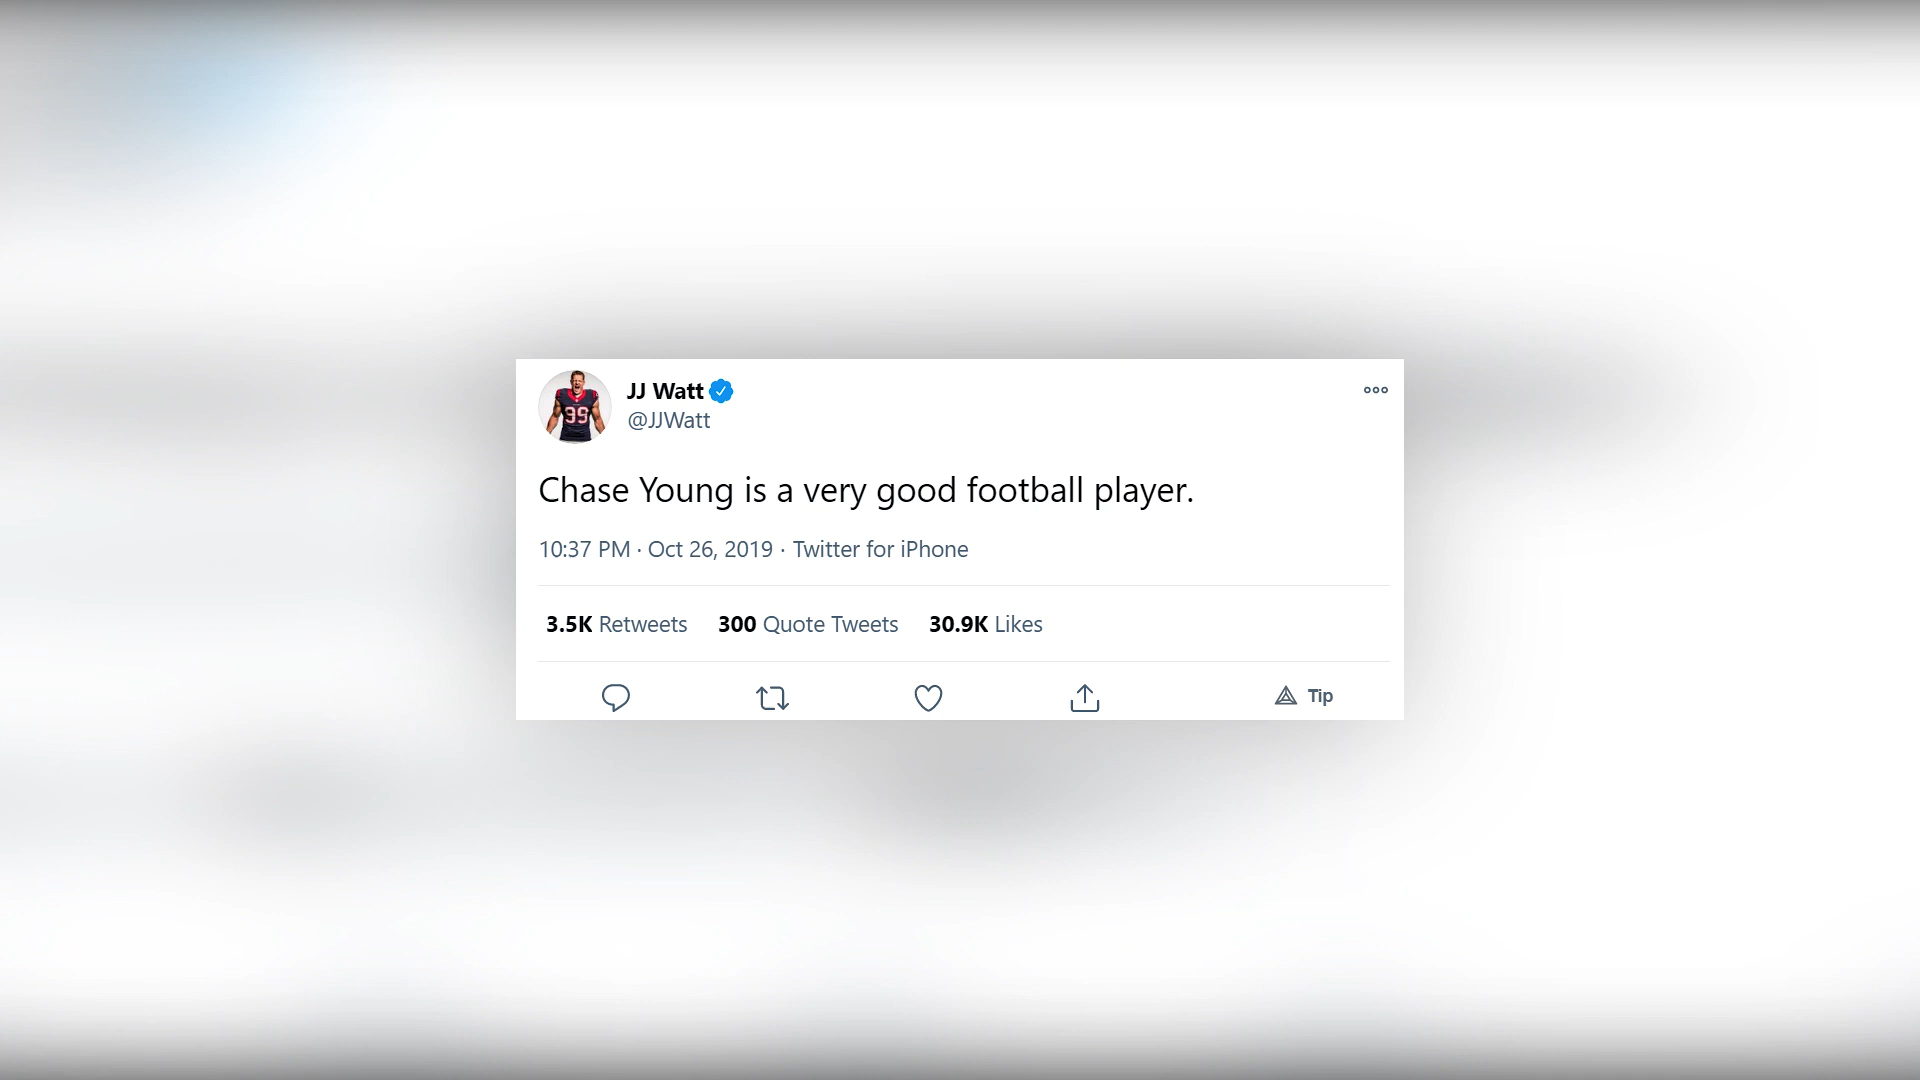 JJ Watt
@JJWatt
99
Chase Young is a very good football player.
10:37 PM · Oct 26, 2019 · Twitter for iPhone
3.5K Retweets 300 Quote Tweets 30.9K Likes
Tip